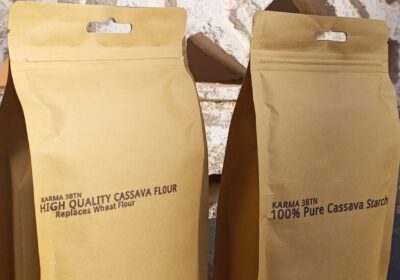 KARMA 3BTN
HIGH QUALITY CASSAVA FLOUR
Replaces Wheat Flour
KARMA 3BTN
100% Pure Cassava Starch